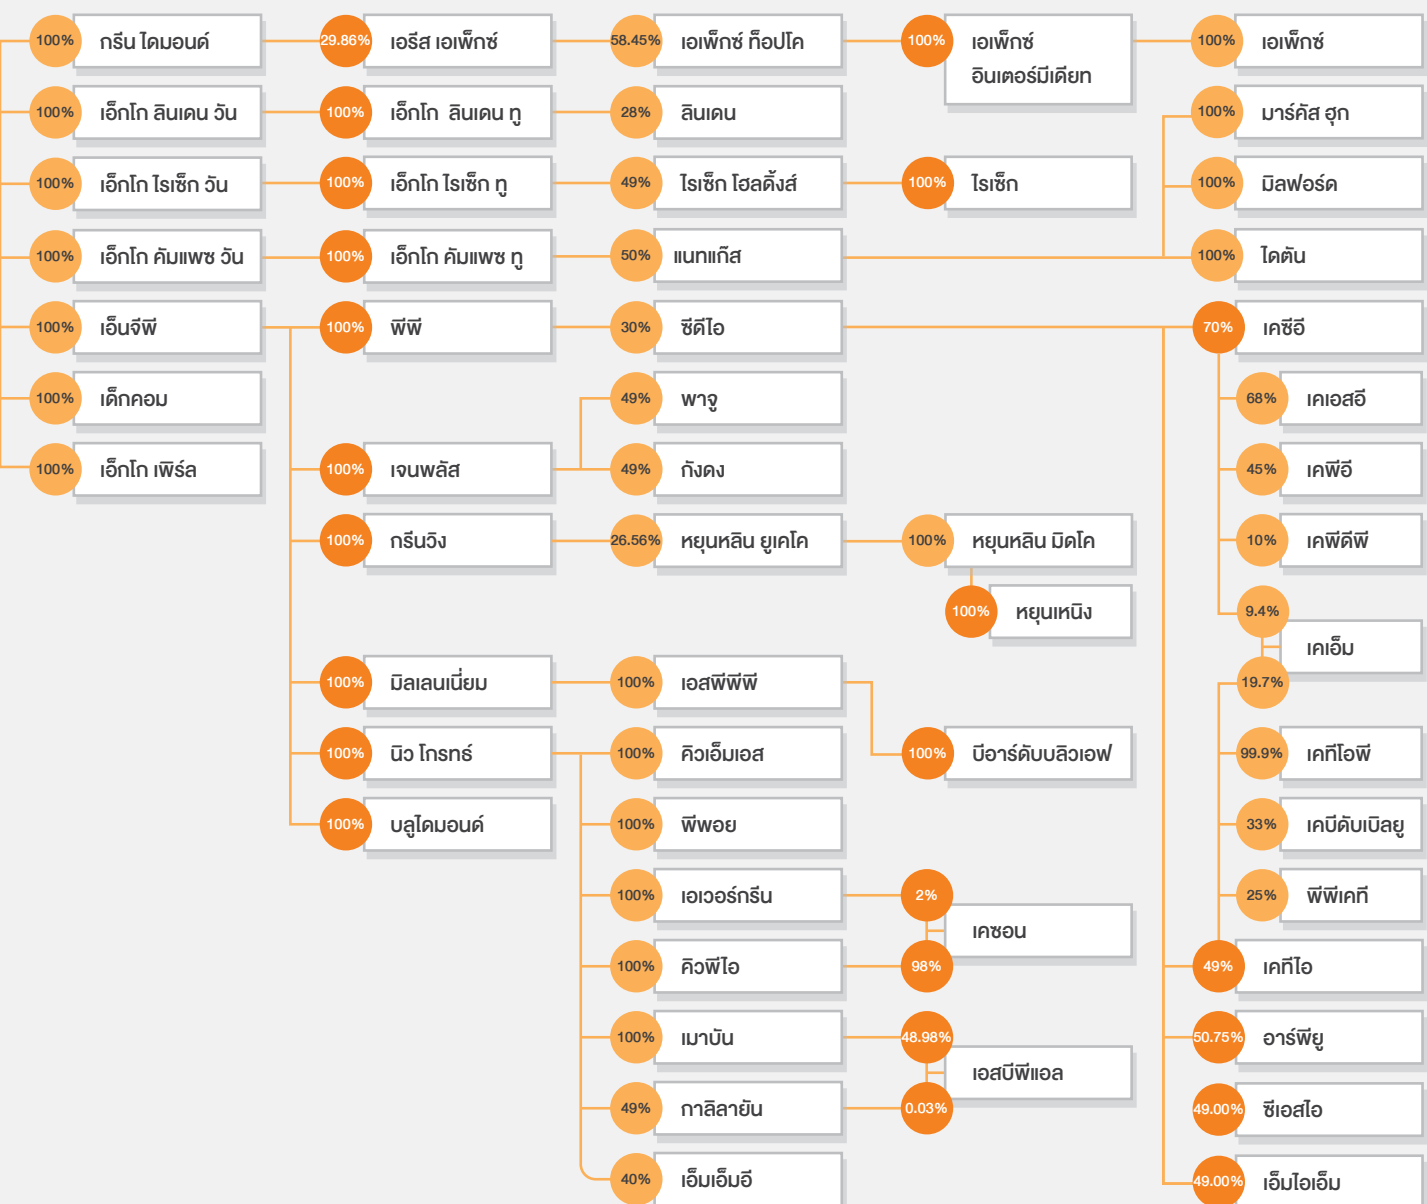 100% กรีน ไดมอนด์ 29.86% เอรีส เอเพ็กซ์ 58.45% เอเพ็กซ์ ท็อปโค 100% เอเพ็กซ์ 100% เอเพ็กซ์
อินเตอร์มีเดียท
100% เอ็กโก ลินเดน วัน 100% เอ็กโก ลินเดน ทู 28% ลินเดน 100% มาร์คัส ฮุก
100% เอ็กโก ไรเซ็ก วัน 100% เอ็กโก ไรเซ็ก ทู 49% ไรเซ็ก โฮลดิ้งส์ 100% ไรเซ็ก 100% มิลฟอร์ด
100% เอ็กโก คัมแพซ วัน 100% เอ็กโก คัมแพซ ทู 50% แนทแก๊ส 100% ไดตัน
100% เอ็นจีพี 100% พีพี 30% ซีดีไอ 70% เคซีอี
100% เด็กคอม 49% พาจู 68% เคเอสอี
100% เอ็กโก เพิร์ล 100% เจนพลัส 49% กังดง 45% เคพีอี
100% กรีนวิง 26.56% หยุนหลิน ยูเคโค 100% หยุนหลิน มิดโค 10% เคพีดีพี
100% หยุนเหนิง 9.4%
เคเอ็ม
100% มิลเลนเนี่ยม 100% เอสพีพีพี 19.7%
100% นิว โกรทธ์ 100% คิวเอ็มเอส 100% บีอาร์ดับบลิวเอฟ 99.9% เคทีโอพี
100% บลูไดมอนด์ 100% พีพอย 33% เคบีดับเบิลยู
100% เอเวอร์กรีน 2% 25% พีพีเคที
เคซอน
100% คิวพีไอ 98% 49% เคทีไอ
100% เมาบัน 48.98% 50.75% อาร์พียู
เอสบีพีแอล
49% กาลิลายัน 0.03% 49.00% ซีเอสไอ
40% เอ็มเอ็มอี 49.00% เอ็มไอเอ็ม